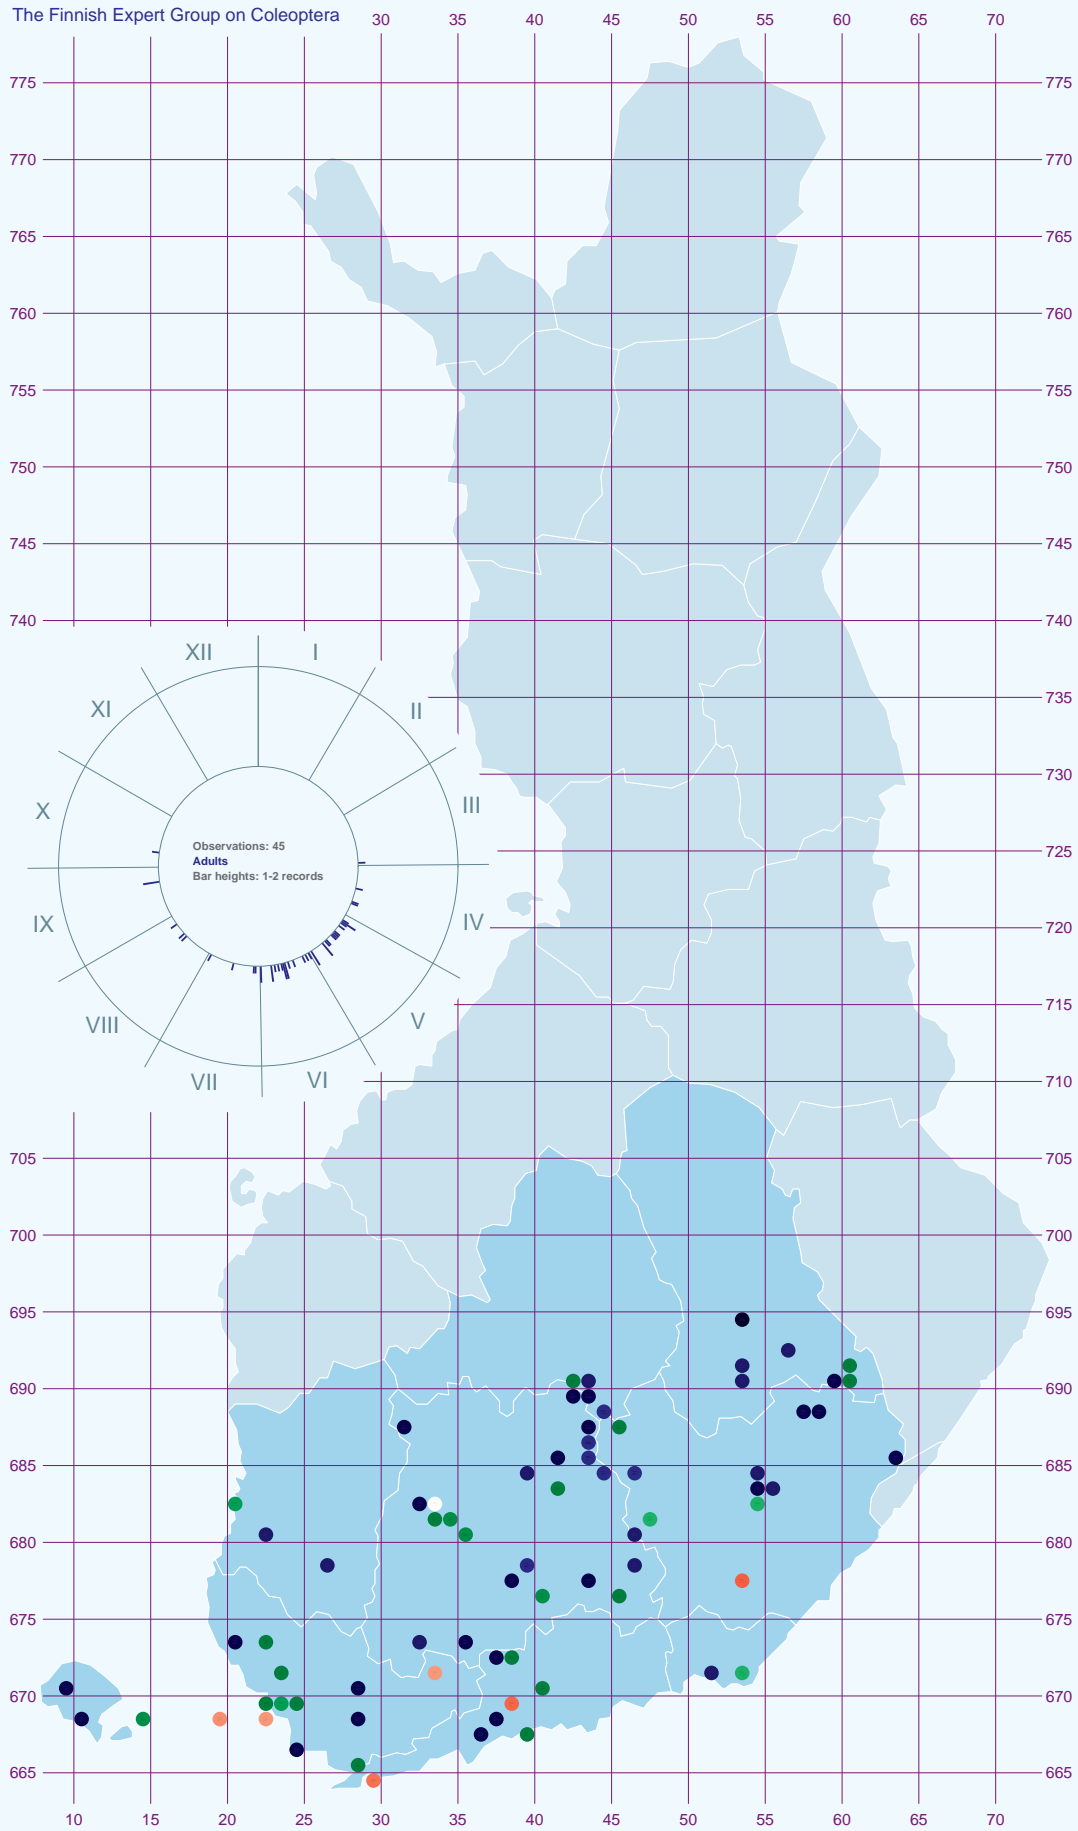 The Finnish Expert Group on Coleoptera
30 40 45 50 55 60 65 70
775 775
770 770
765 765
760 760
755 755
750 750
745 745
740 740
XII I
735
XI II
730
X III
Observations: 45
725
Adults
Bar heights: 1-2 records
IX IV
720
715
VIII V
VII VI
710
705 705
700 700
695 695
690 690
685 685
680 680
675 675
670 670
665 665
10 15 20 25 30 35 40 45 50 55 60 65 70